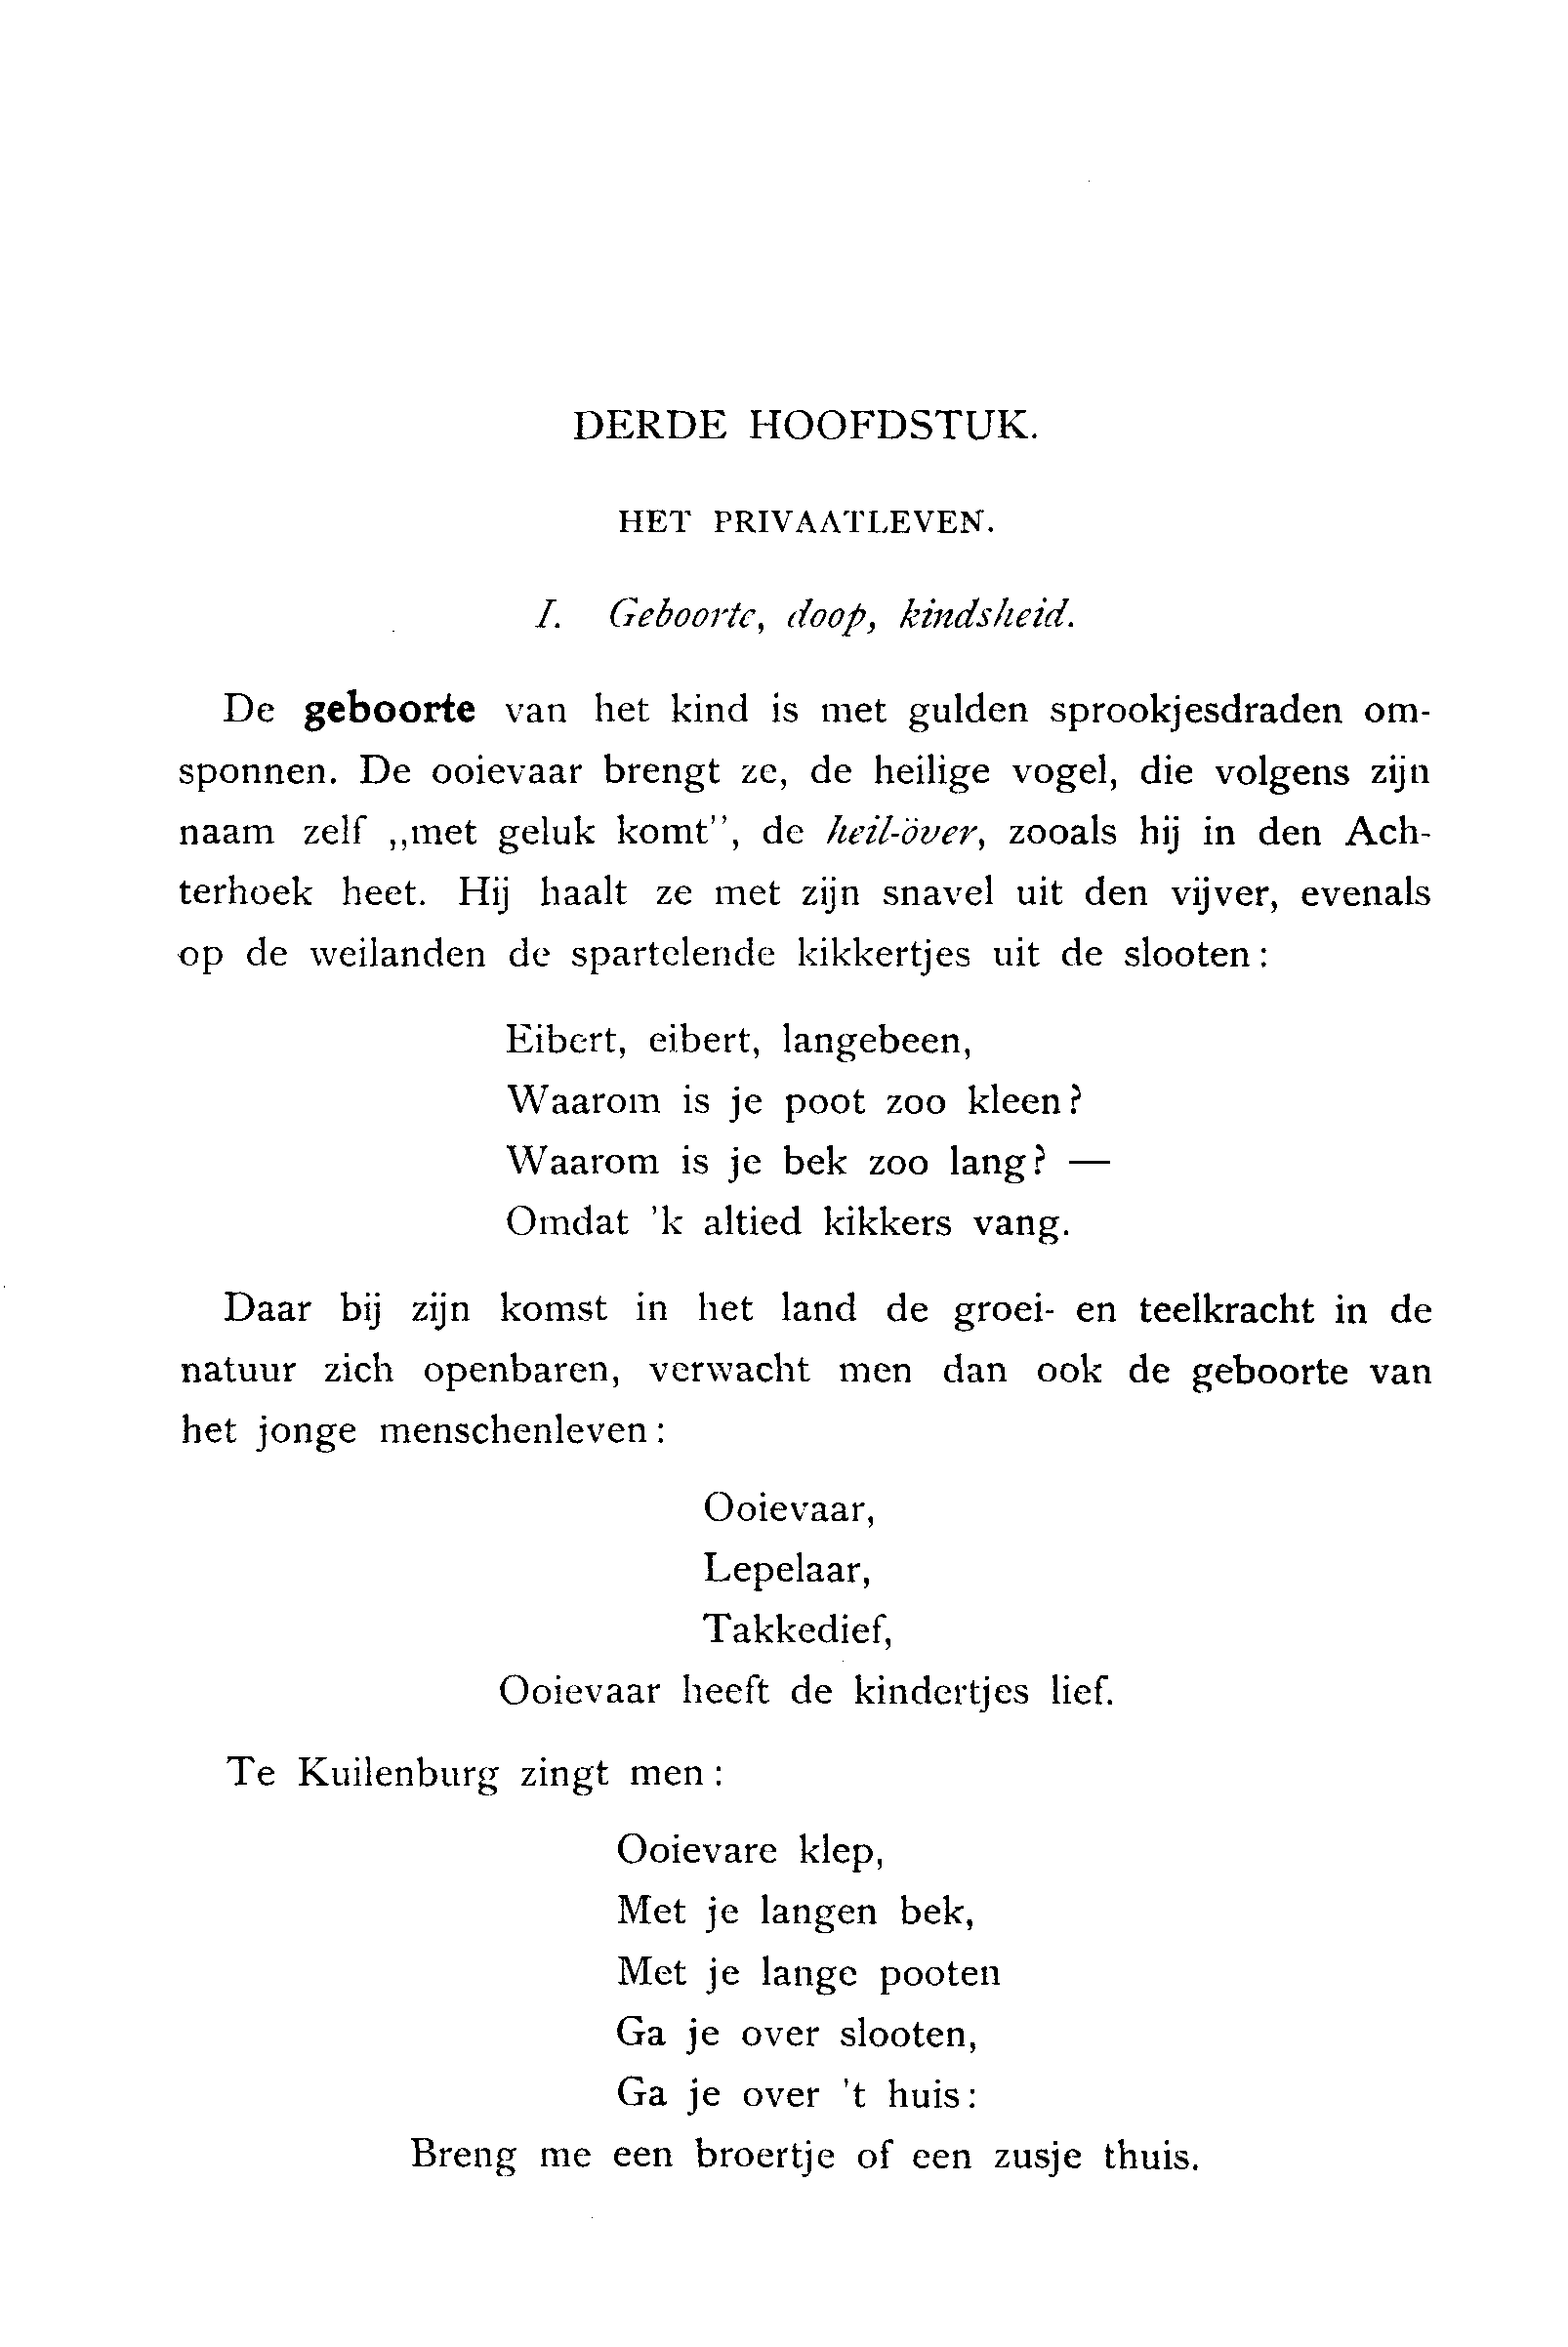 DERDE HOOFDSTUK.
HET PRIVAATLEVEN.
I. Geboorte, doop, kindsheid.
De geboorte van het kind is met gulden sprookjesdraden om-
sponnen. De ooievaar brengt ze, de heilige vogel, die volgens zijn
naam zelf „met geluk komt”, de heil-över, zooals hij in den Ach-
terhoek heet. Hij haalt ze met zijn snavel uit den vijver, evenals
op de weilanden de spartelende kikkertjes uit de slooten:
Eibert, eibert, langebeen,
Waarom is je poot zoo kleen?
Waarom is je bek zoo lang? —
Omdat 'k altied kikkers vang.
Daar bij zijn komst in het land de groei- en teelkracht in de
natuur zich openbaren, verwacht men dan ook de geboorte van
het jonge menschenleven:
Ooievaar,
Lepelaar,
Takkedief,
Ooievaar heeft de kindertjes lief.
Te Kuilenburg zingt men:
Ooievare klep,
Met je langen bek,
Met je lange pooten
Ga je over slooten,
Ga je over 't huis:
Breng me een broertje of een zusje thuis.